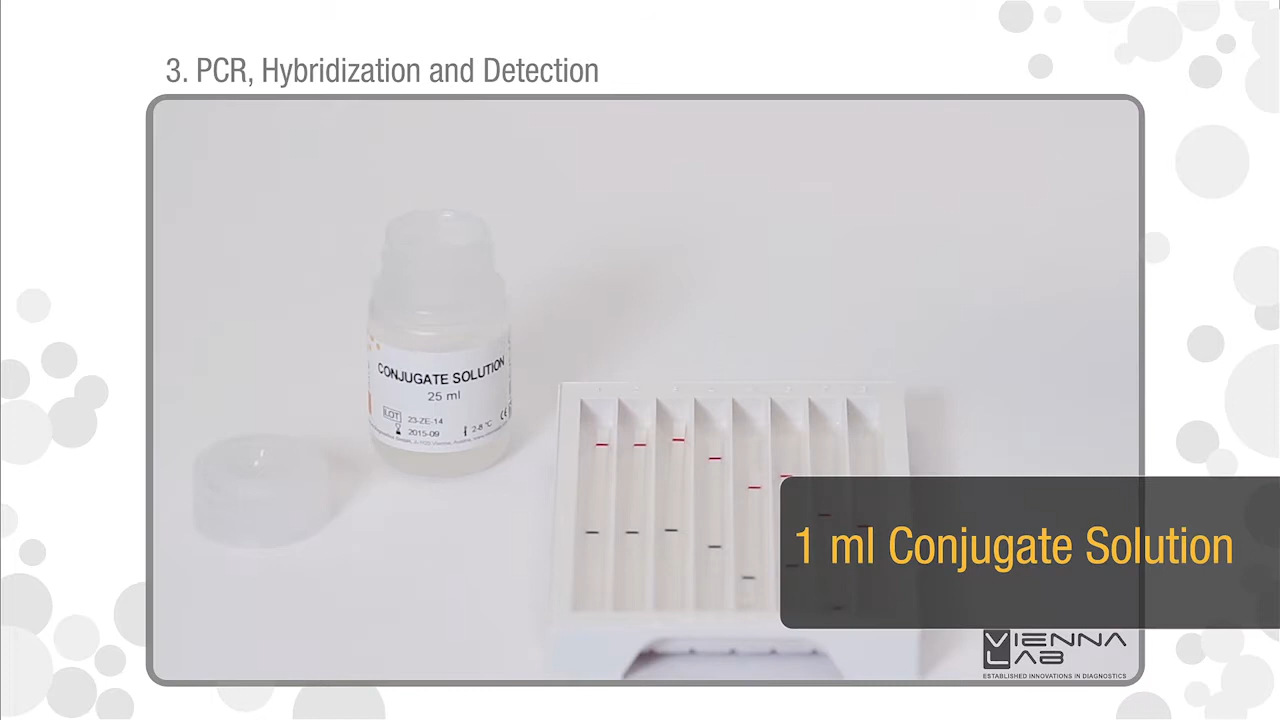 3. PCR, Hybridization and Detection
CONJUGATE SOLUTION
25 ml
LOT 23-ZE-14
2015-09 2-8 °C
1 ml Conjugate Solution
VIENNA
LAB
ESTABLISHED INNOVATIONS IN DIAGNOSTICS